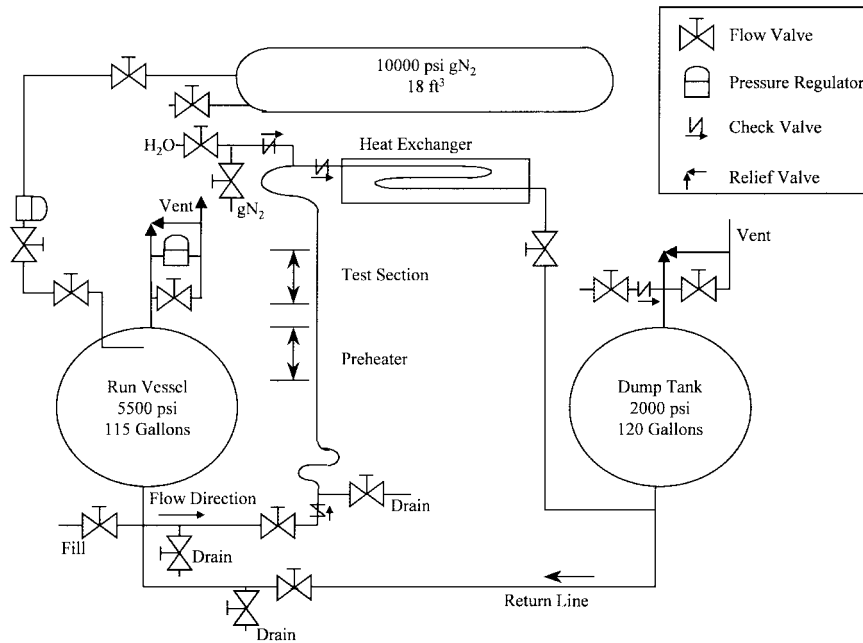 10000 psi gN₂
18 ft³
Flow Valve
Pressure Regulator
Check Valve
Relief Valve
H₂O
gN₂
Heat Exchanger
Vent
Test Section
Preheater
Vent
Run Vessel
5500 psi
115 Gallons
Dump Tank
2000 psi
120 Gallons
Flow Direction
Fill
Drain
Drain
Drain
Return Line